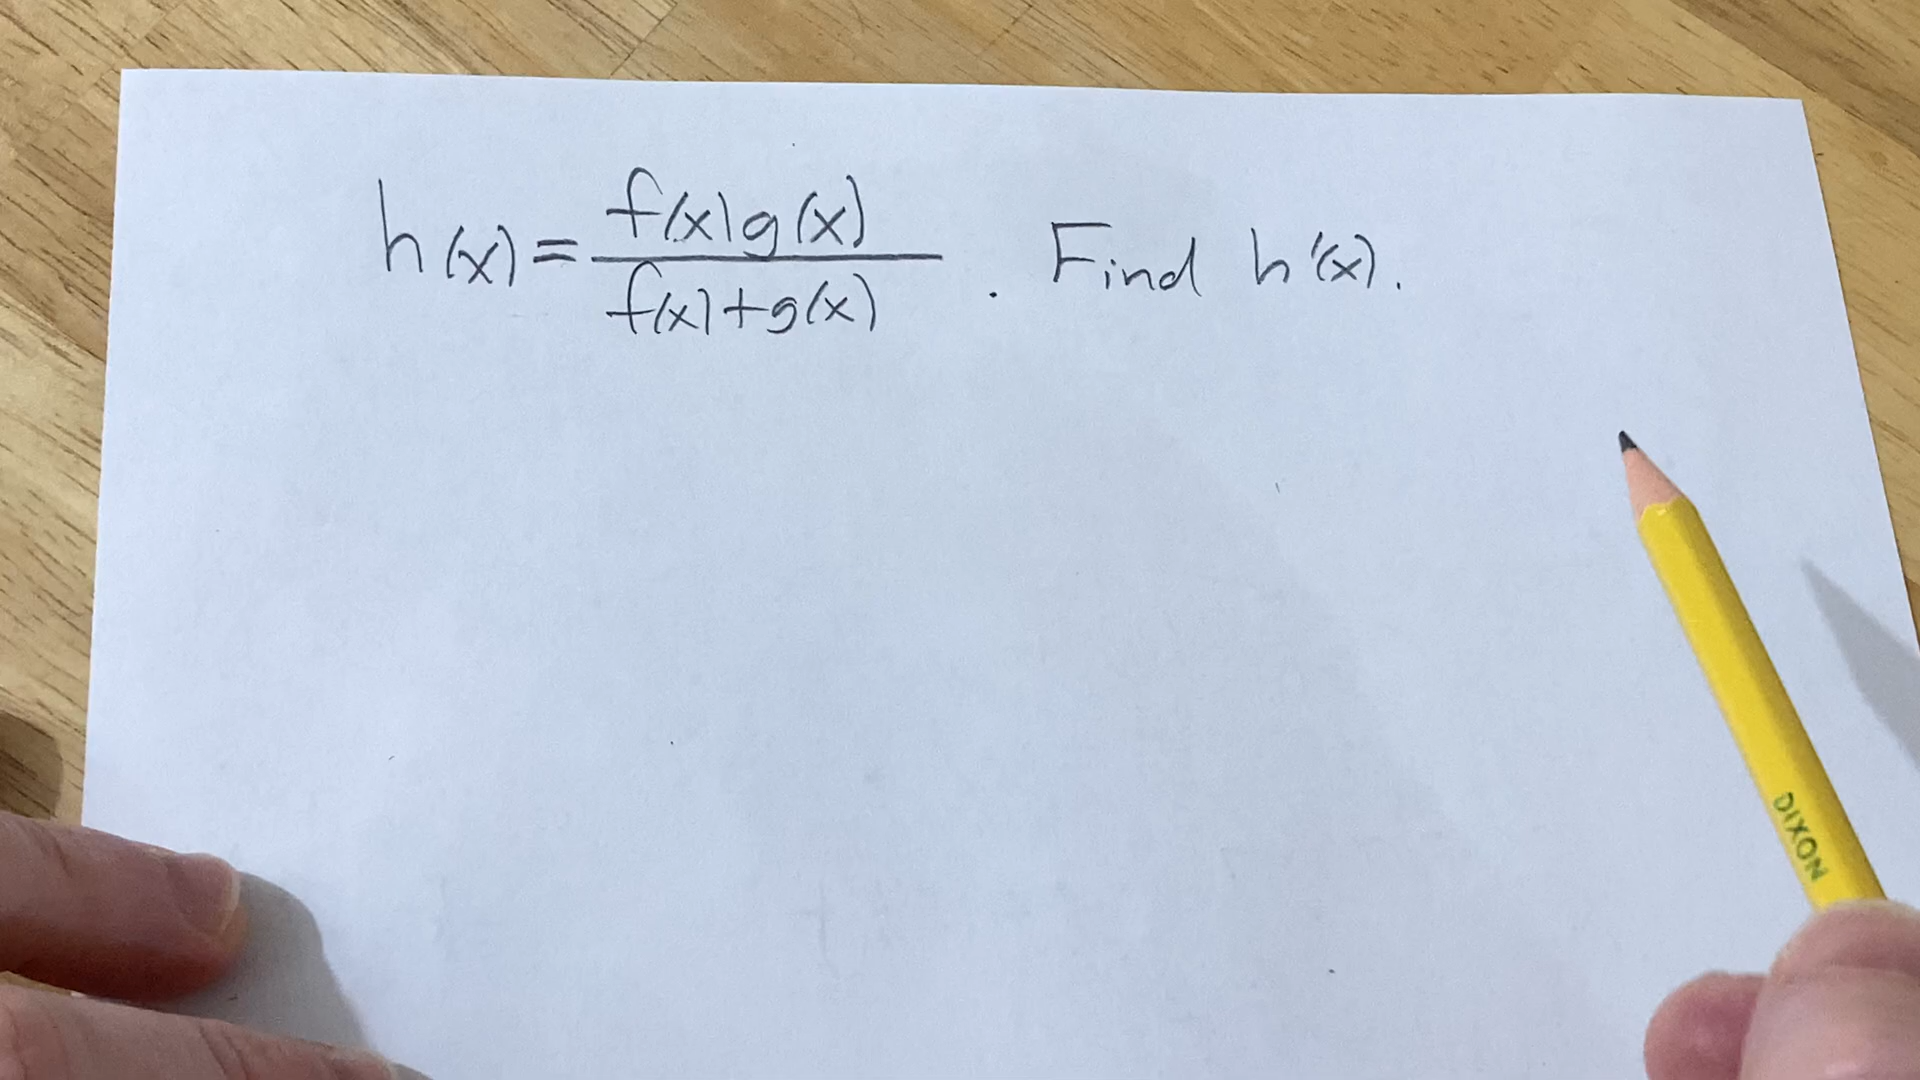 h(x) = f(x)g(x) / f(x)+g(x) . Find h'(x).
DIXON